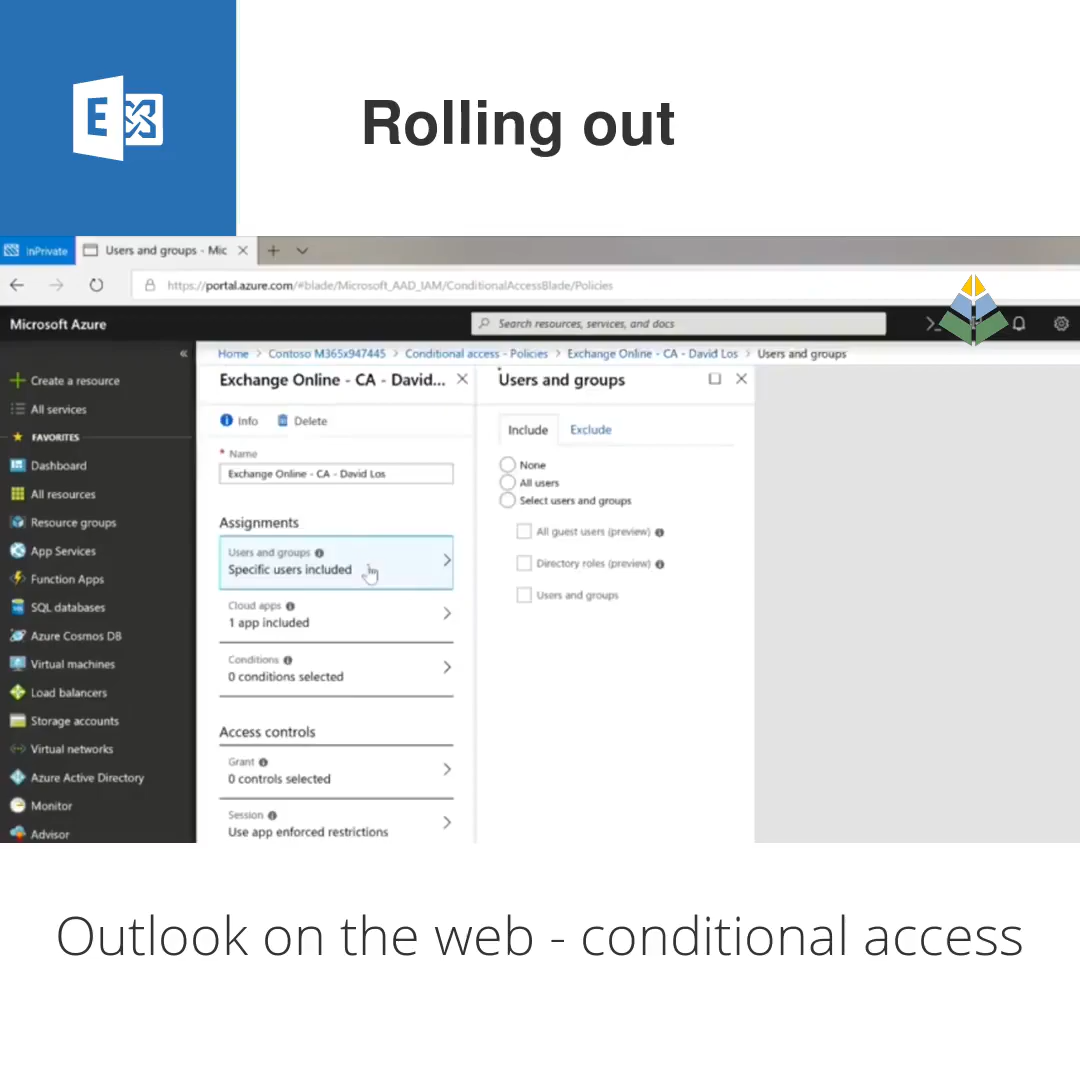 E
Rolling out
InPrivate
Users and groups - Mic
https://portal.azure.com/#blade/Microsoft_AAD_IAM/ConditionalAccessBlade/Policies
Microsoft Azure
Search resources, services, and docs
Home > Contoso M365x947445 > Conditional access - Policies > Exchange Online - CA - David Los > Users and groups
Create a resource
All services
FAVORITES
Dashboard
All resources
Resource groups
App Services
Function Apps
SQL databases
Azure Cosmos DB
Virtual machines
Load balancers
Storage accounts
Virtual networks
Azure Active Directory
Monitor
Advisor
Exchange Online - CA - David...
Info Delete
* Name
Exchange Online - CA - David Los
Assignments
Users and groups
Specific users included
Cloud apps
1 app included
Conditions
0 conditions selected
Access controls
Grant
0 controls selected
Session
Use app enforced restrictions
Users and groups
Include Exclude
None
All users
Select users and groups
All guest users (preview)
Directory roles (preview)
Users and groups
Outlook on the web - conditional access